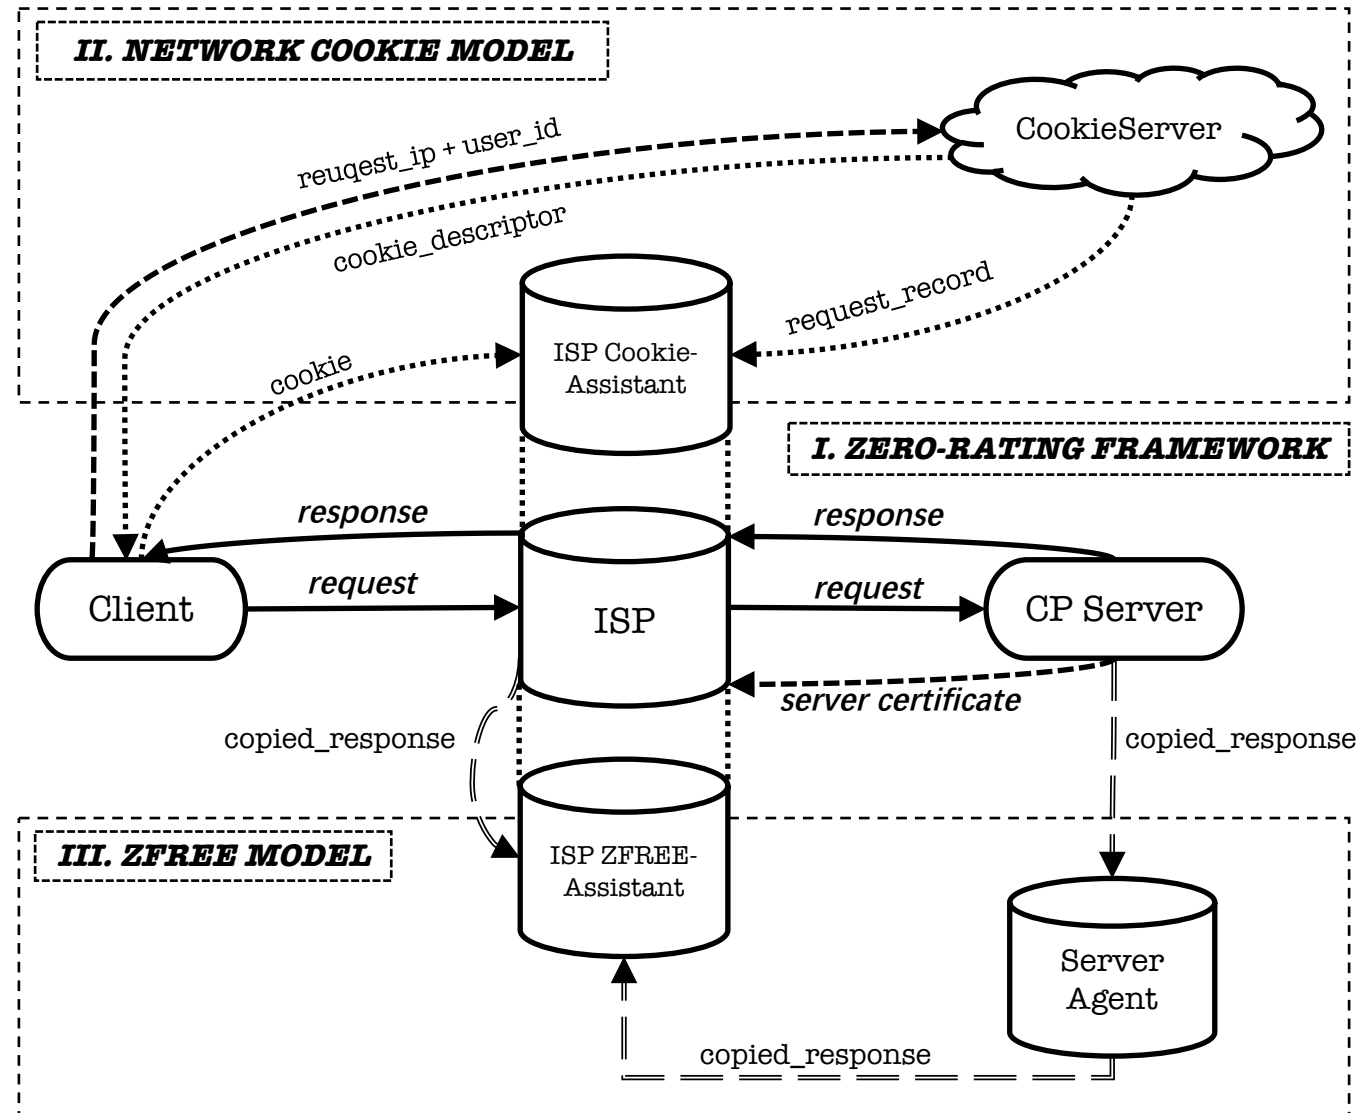 II. NETWORK COOKIE MODEL
CookieServer
reuqest_ip + user_id
cookie_descriptor
request_record
ISP Cookie-
Assistant
cookie
I. ZERO-RATING FRAMEWORK
response
response
request
request
Client
ISP
CP Server
server certificate
copied_response
copied_response
III. ZFREE MODEL
ISP ZFREE-
Assistant
Server
Agent
copied_response